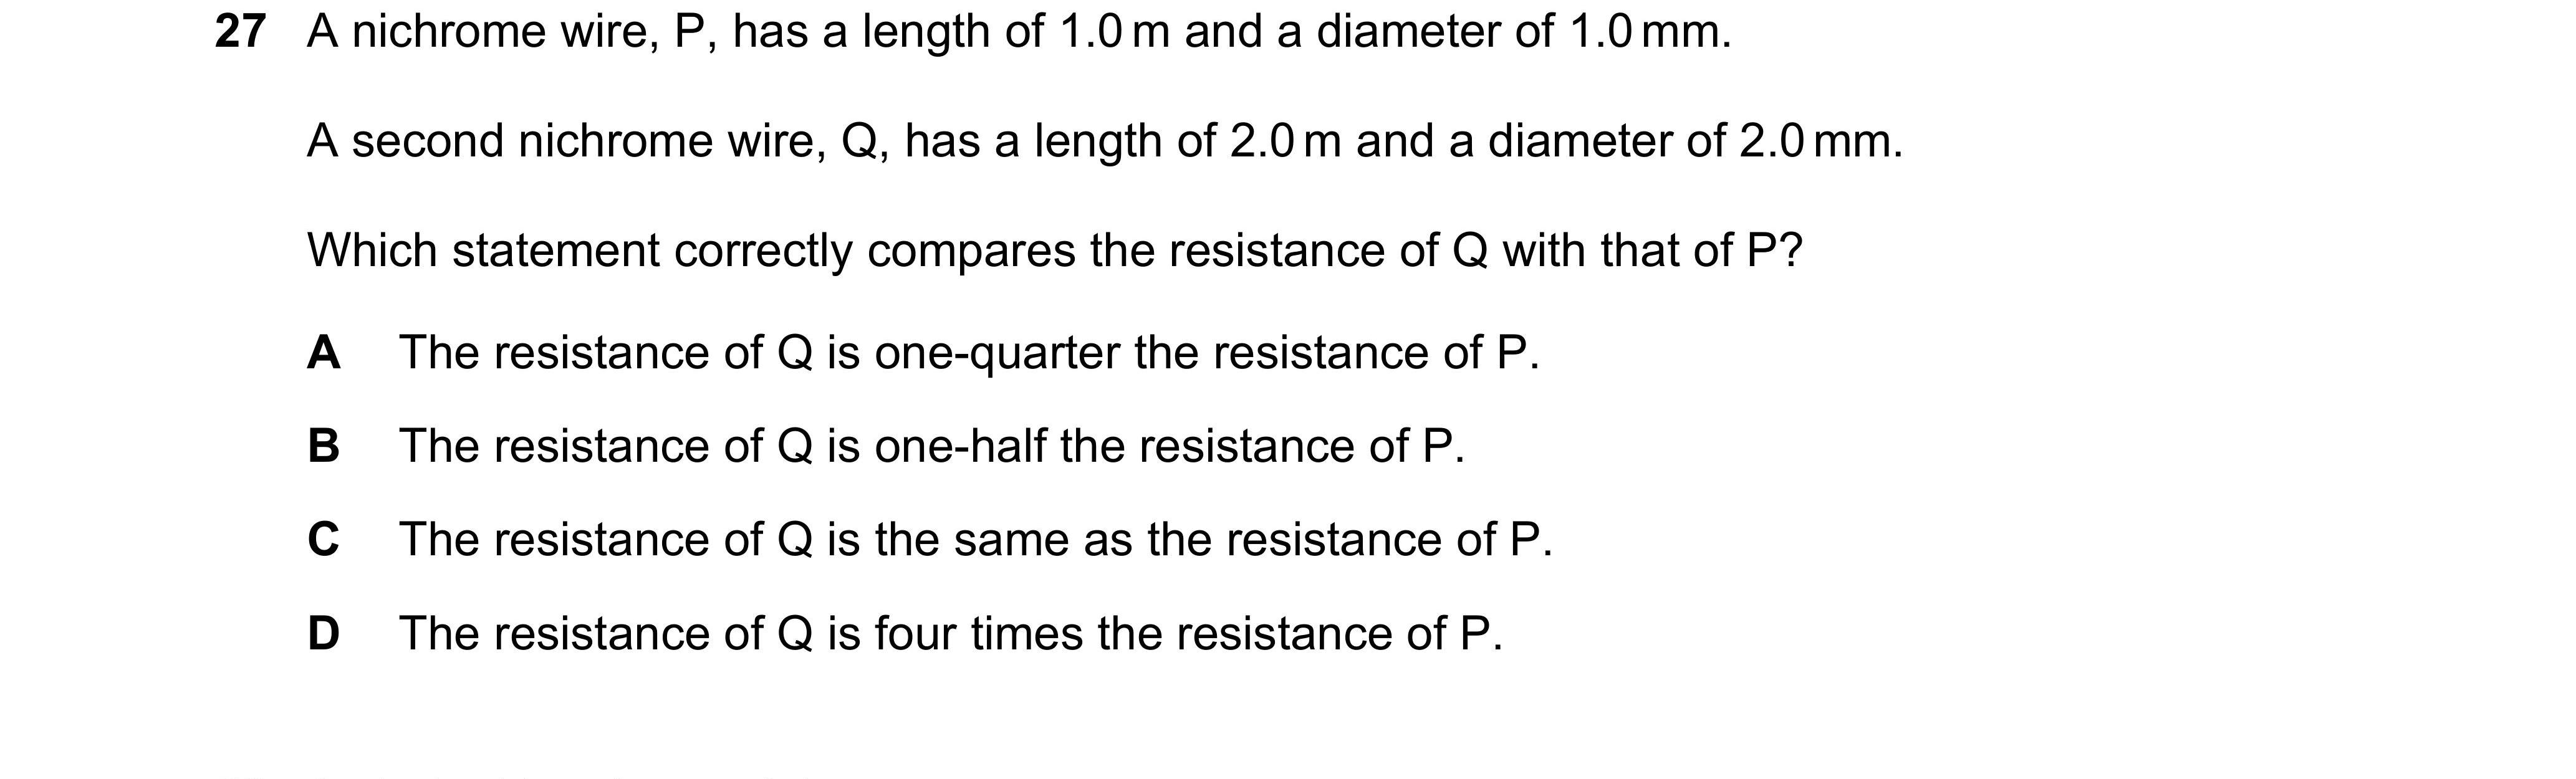 27 A nichrome wire, P, has a length of 1.0 m and a diameter of 1.0 mm.
A second nichrome wire, Q, has a length of 2.0 m and a diameter of 2.0 mm.
Which statement correctly compares the resistance of Q with that of P?
A The resistance of Q is one-quarter the resistance of P.
B The resistance of Q is one-half the resistance of P.
C The resistance of Q is the same as the resistance of P.
D The resistance of Q is four times the resistance of P.